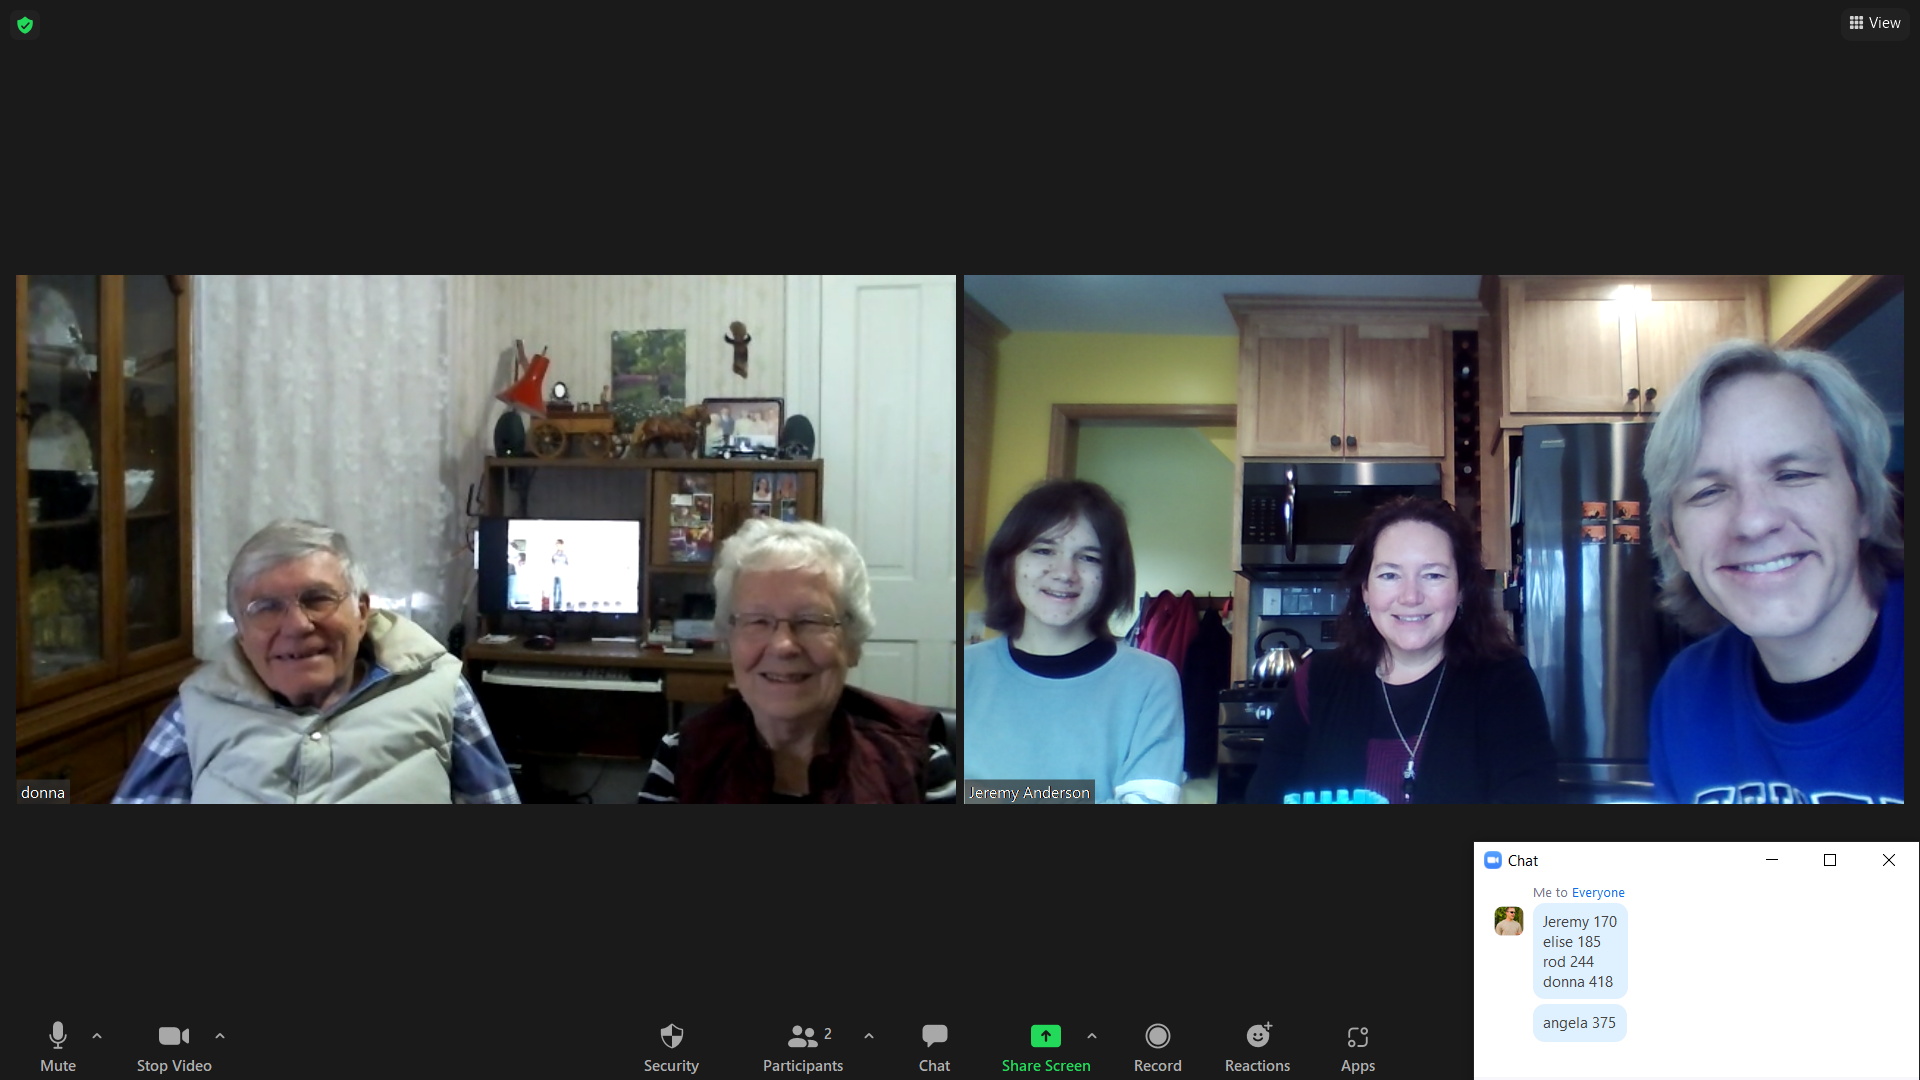 View
donna
Jeremy Anderson
Chat
Me to Everyone
Jeremy 170
elise 185
rod 244
donna 418
angela 375
Mute
Stop Video
Security
Participants
2
Chat
Share Screen
Record
Reactions
Apps